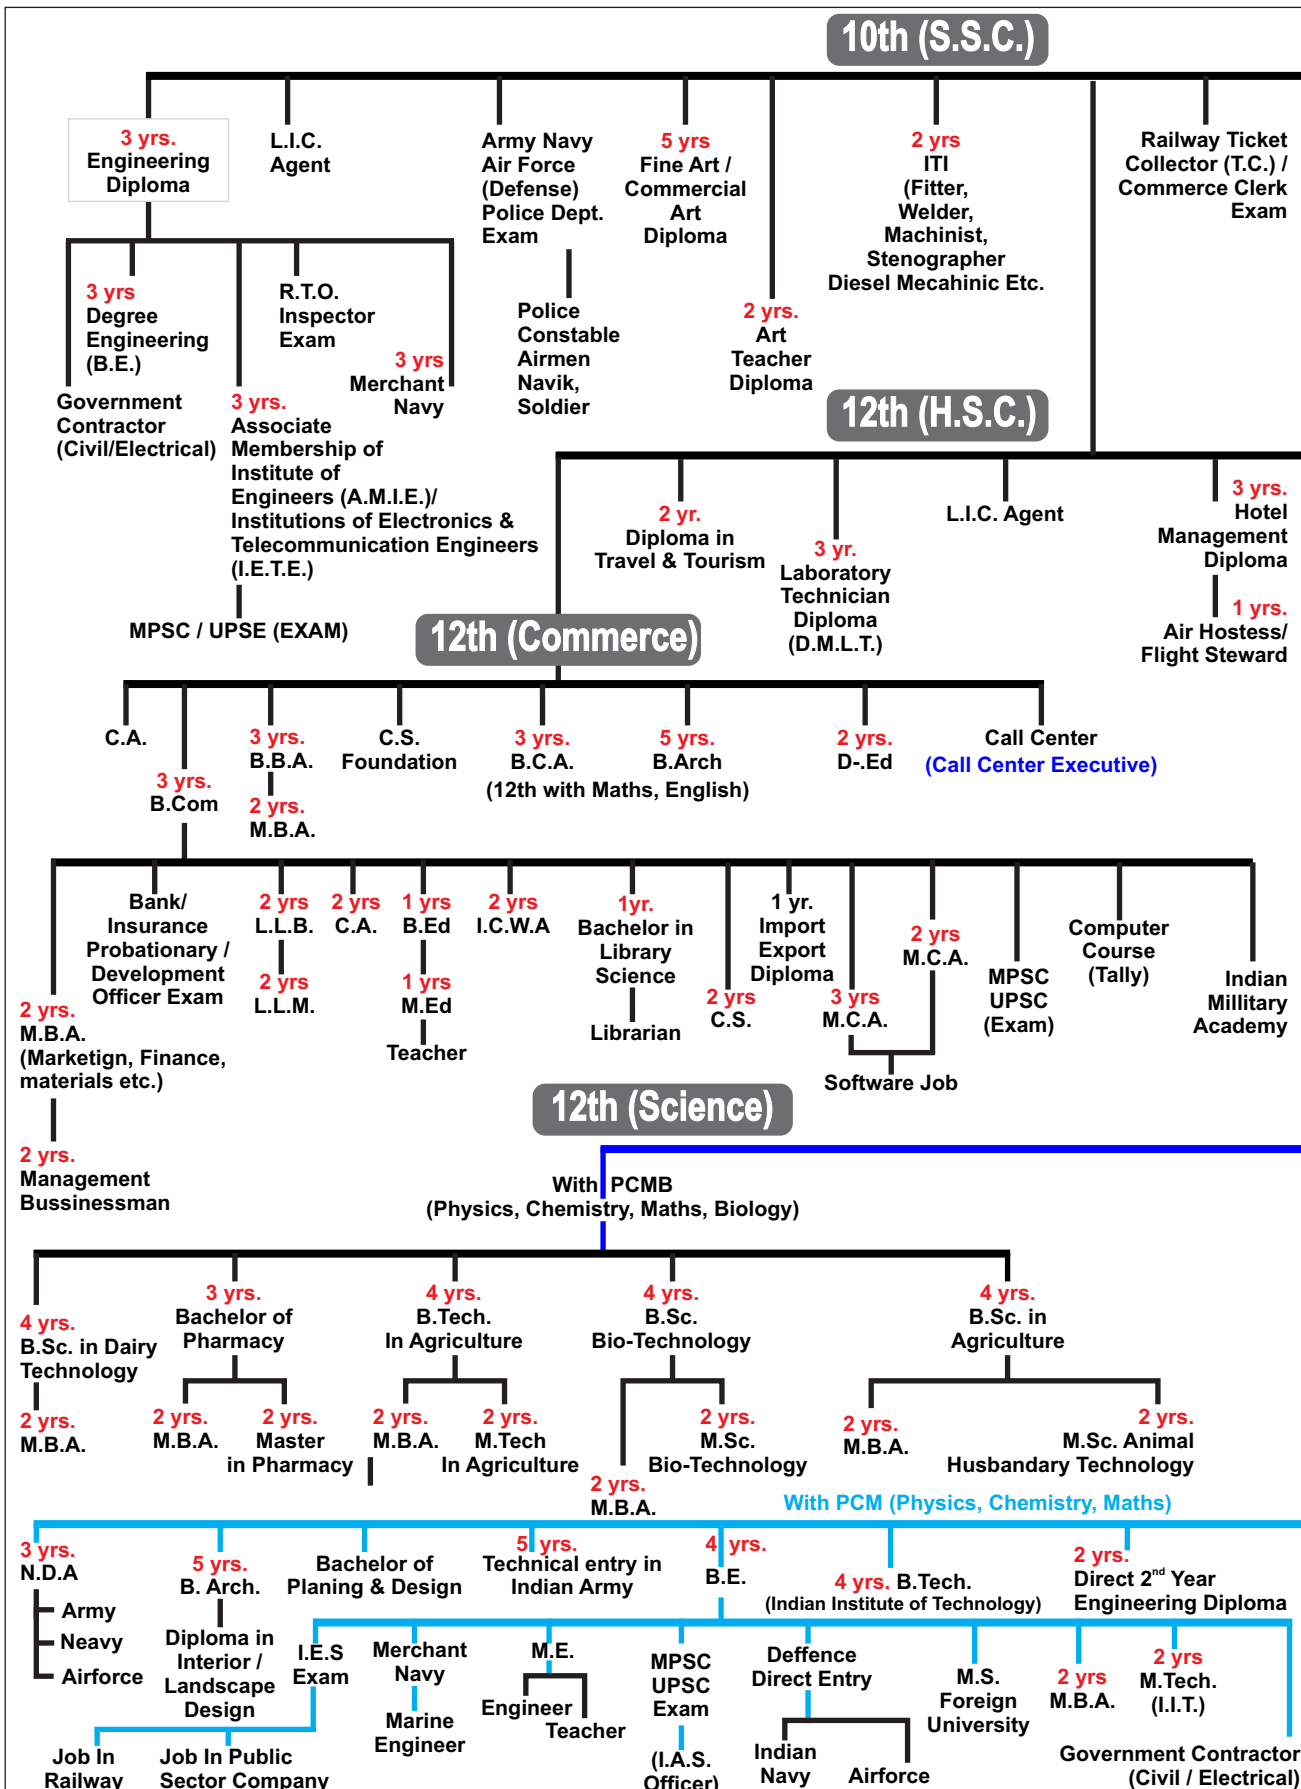 10th (S.S.C.)
3 yrs.
Engineering
Diploma
L.I.C.
Agent
Army Navy
Air Force
(Defense)
Police Dept.
Exam
5 yrs
Fine Art /
Commercial
Art
Diploma
2 yrs
ITI
(Fitter,
Welder,
Machinist,
Stenographer
Diesel Mecahinic Etc.
Railway Ticket
Collector (T.C.) /
Commerce Clerk
Exam
3 yrs
Degree
Engineering
(B.E.)
R.T.O.
Inspector
Exam
3 yrs
Merchant
Navy
Police
Constable
Airmen
Navik,
Soldier
2 yrs.
Art
Teacher
Diploma
Government
Contractor
(Civil/Electrical)
3 yrs.
Associate
Membership of
Institute of
Engineers (A.M.I.E.)/
Institutions of Electronics &
Telecommunication Engineers
(I.E.T.E.)
MPSC / UPSE (EXAM)
12th (H.S.C.)
2 yr.
Diploma in
Travel & Tourism
3 yr.
Laboratory
Technician
Diploma
(D.M.L.T.)
L.I.C. Agent
3 yrs.
Hotel
Management
Diploma
1 yrs.
Air Hostess/
Flight Steward
12th (Commerce)
C.A.
3 yrs.
B.Com
3 yrs.
B.B.A.
2 yrs.
M.B.A.
C.S.
Foundation
3 yrs.
B.C.A.
(12th with Maths, English)
5 yrs.
B.Arch
2 yrs.
D-.Ed
Call Center
(Call Center Executive)
2 yrs.
M.B.A.
(Marketign, Finance,
materials etc.)
2 yrs.
Management
Bussinessman
Bank/
Insurance
Probationary /
Development
Officer Exam
2 yrs
L.L.B.
2 yrs
L.L.M.
2 yrs
C.A.
1 yrs
B.Ed
1 yrs
M.Ed
Teacher
2 yrs
I.C.W.A
1yr.
Bachelor in
Library
Science
Librarian
2 yrs
C.S.
1 yr.
Import
Export
Diploma
3 yrs
M.C.A.
2 yrs
M.C.A.
Software Job
MPSC
UPSC
(Exam)
Computer
Course
(Tally)
Indian
Millitary
Academy
12th (Science)
With PCMB
(Physics, Chemistry, Maths, Biology)
4 yrs.
B.Sc. in Dairy
Technology
2 yrs.
M.B.A.
3 yrs.
Bachelor of
Pharmacy
2 yrs.
M.B.A.
2 yrs.
Master
in Pharmacy
4 yrs.
B.Tech.
In Agriculture
2 yrs.
M.B.A.
2 yrs.
M.Tech
In Agriculture
4 yrs.
B.Sc.
Bio-Technology
2 yrs.
M.B.A.
2 yrs.
M.Sc.
Bio-Technology
4 yrs.
B.Sc. in
Agriculture
2 yrs.
M.B.A.
2 yrs.
M.Sc. Animal
Husbandary Technology
With PCM (Physics, Chemistry, Maths)
3 yrs.
N.D.A
Army
Neavy
Airforce
5 yrs.
B. Arch.
Diploma in
Interior /
Landscape
Design
Bachelor of
Planing & Design
5 yrs.
Technical entry in
Indian Army
4 yrs.
B.E.
4 yrs. B.Tech.
(Indian Institute of Technology)
2 yrs.
Direct 2nd Year
Engineering Diploma
I.E.S
Exam
Job In
Railway
Job In Public
Sector Company
Merchant
Navy
Marine
Engineer
M.E.
Engineer
Teacher
MPSC
UPSC
Exam
(I.A.S.
Officer)
Deffence
Direct Entry
Indian
Navy
Airforce
M.S.
Foreign
University
2 yrs
M.B.A.
2 yrs
M.Tech.
(I.I.T.)
Government Contractor
(Civil / Electrical)